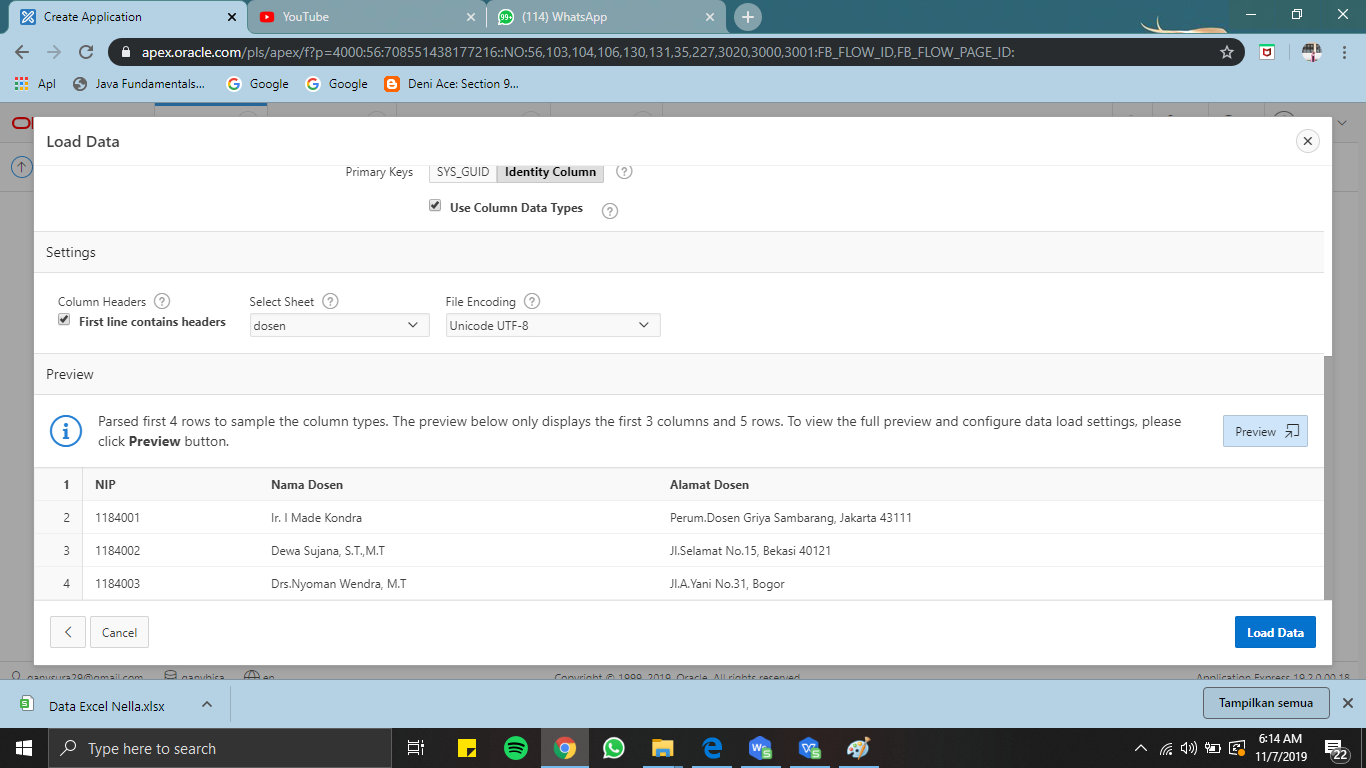 Create Application
YouTube
99+
(114) WhatsApp
apex.oracle.com/pls/apex/f?p=4000:56:708551438177216::NO:56,103,104,106,130,131,35,227,3020,3000,3001:FB_FLOW_ID,FB_FLOW_PAGE_ID:
Apl
Java Fundamentals...
Google
Google
Deni Ace: Section 9...
Load Data
Primary Keys
SYS_GUID
Identity Column
?
Use Column Data Types
?
Settings
Column Headers ?
Select Sheet ?
File Encoding ?
First line contains headers
dosen
Unicode UTF-8
Preview
Parsed first 4 rows to sample the column types. The preview below only displays the first 3 columns and 5 rows. To view the full preview and configure data load settings, please
click Preview button.
Preview
1 NIP Nama Dosen Alamat Dosen
2 1184001 Ir. I Made Kondra Perum.Dosen Griya Sambarang, Jakarta 43111
3 1184002 Dewa Sujana, S.T.,M.T Jl.Selamat No.15, Bekasi 40121
4 1184003 Drs.Nyoman Wendra, M.T Jl.A.Yani No.31, Bogor
Cancel
Load Data
Copyright © 1999, 2019, Oracle. All rights reserved.
Application Express 19.2.0.00.18
Data Excel Nella.xlsx
Tampilkan semua
Type here to search
6:14 AM
11/7/2019
22